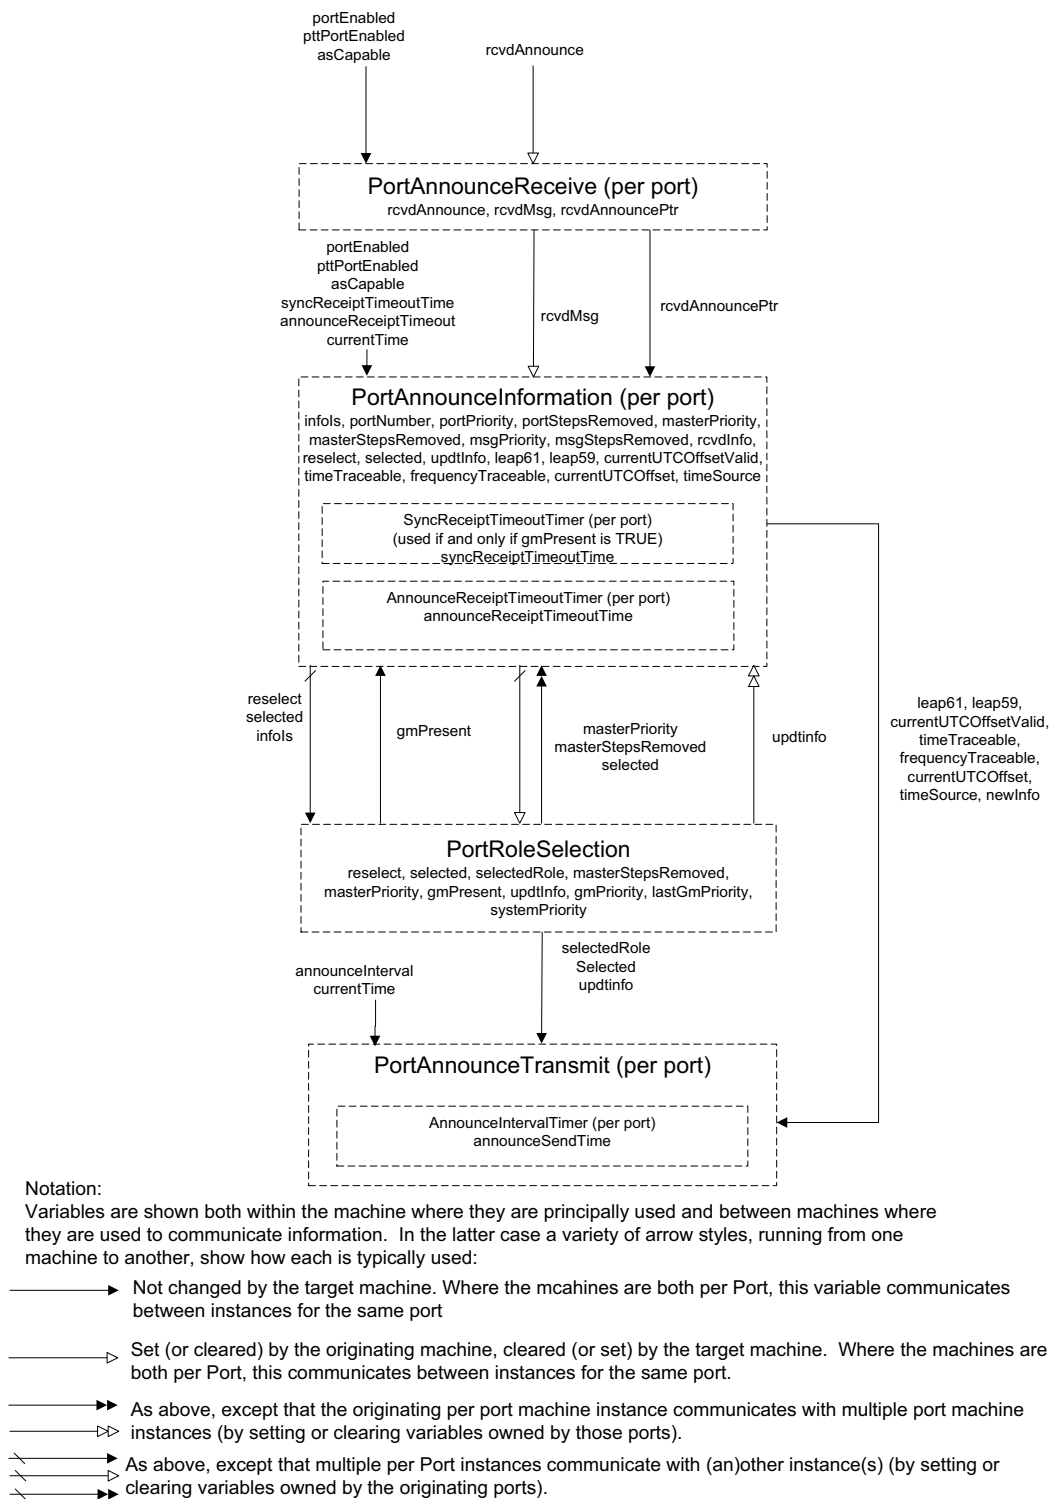 portEnabled
pttPortEnabled
asCapable
rcvdAnnounce
PortAnnounceReceive (per port)
rcvdAnnounce, rcvdMsg, rcvdAnnouncePtr
portEnabled
pttPortEnabled
asCapable
syncReceiptTimeoutTime
announceReceiptTimeout
currentTime
rcvdMsg
rcvdAnnouncePtr
PortAnnounceInformation (per port)
infoIs, portNumber, portPriority, portStepsRemoved, masterPriority,
masterStepsRemoved, msgPriority, msgStepsRemoved, rcvdInfo,
reselect, selected, updtInfo, leap61, leap59, currentUTCOffsetValid,
timeTraceable, frequencyTraceable, currentUTCOffset, timeSource
SyncReceiptTimeoutTimer (per port)
(used if and only if gmPresent is TRUE)
syncReceiptTimeoutTime
AnnounceReceiptTimeoutTimer (per port)
announceReceiptTimeoutTime
reselect
selected
infoIs
gmPresent
masterPriority
masterStepsRemoved
selected
updtinfo
leap61, leap59,
currentUTCOffsetValid,
timeTraceable,
frequencyTraceable,
currentUTCOffset,
timeSource, newInfo
PortRoleSelection
reselect, selected, selectedRole, masterStepsRemoved,
masterPriority, gmPresent, updtInfo, gmPriority, lastGmPriority,
systemPriority
selectedRole
Selected
updtinfo
announceInterval
currentTime
PortAnnounceTransmit (per port)
AnnounceIntervalTimer (per port)
announceSendTime
Notation:
Variables are shown both within the machine where they are principally used and between machines where
they are used to communicate information.  In the latter case a variety of arrow styles, running from one
machine to another, show how each is typically used:
Not changed by the target machine. Where the mcahines are both per Port, this variable communicates
between instances for the same port
Set (or cleared) by the originating machine, cleared (or set) by the target machine.  Where the machines are
both per Port, this communicates between instances for the same port.
As above, except that the originating per port machine instance communicates with multiple port machine
instances (by setting or clearing variables owned by those ports).
As above, except that multiple per Port instances communicate with (an)other instance(s) (by setting or
clearing variables owned by the originating ports).